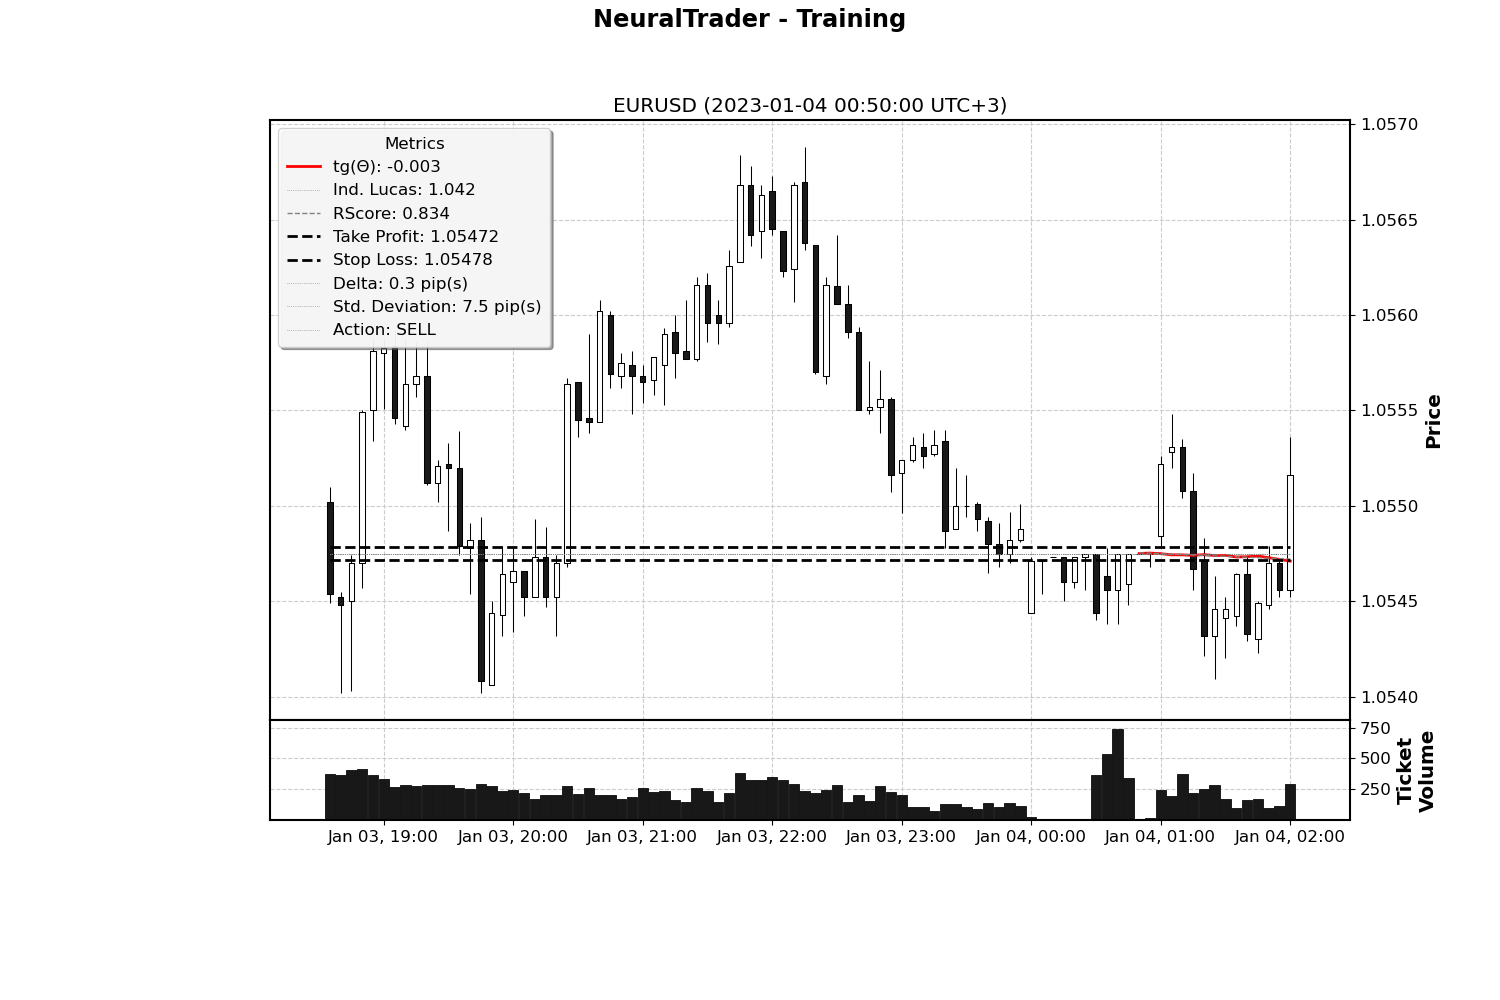 NeuralTrader - Training
EURUSD (2023-01-04 00:50:00 UTC+3)
Metrics
tg(Θ): -0.003
Ind. Lucas: 1.042
RScore: 0.834
Take Profit: 1.05472
Stop Loss: 1.05478
Delta: 0.3 pip(s)
Std. Deviation: 7.5 pip(s)
Action: SELL
1.0570
1.0565
1.0560
1.0555
1.0550
1.0545
1.0540
Price
750
500
250
Ticket
Volume
Jan 03, 19:00
Jan 03, 20:00
Jan 03, 21:00
Jan 03, 22:00
Jan 03, 23:00
Jan 04, 00:00
Jan 04, 01:00
Jan 04, 02:00